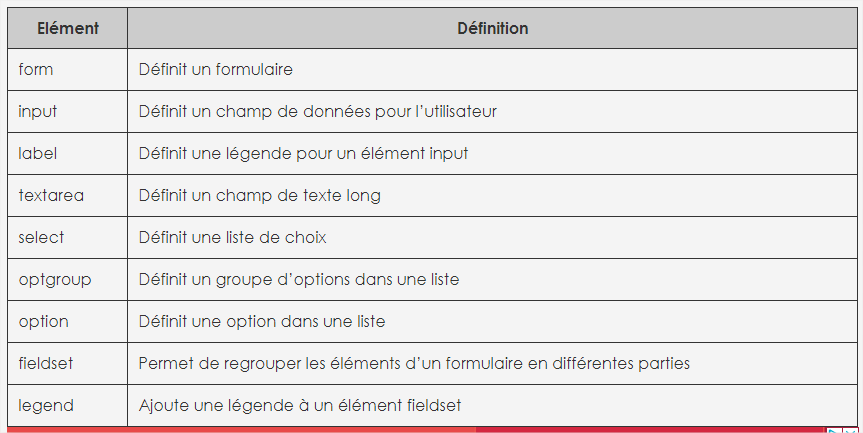 Elément Définition
form Définit un formulaire
input Définit un champ de données pour l’utilisateur
label Définit une légende pour un élément input
textarea Définit un champ de texte long
select Définit une liste de choix
optgroup Définit un groupe d’options dans une liste
option Définit une option dans une liste
fieldset Permet de regrouper les éléments d’un formulaire en différentes parties
legend Ajoute une légende à un élément fieldset